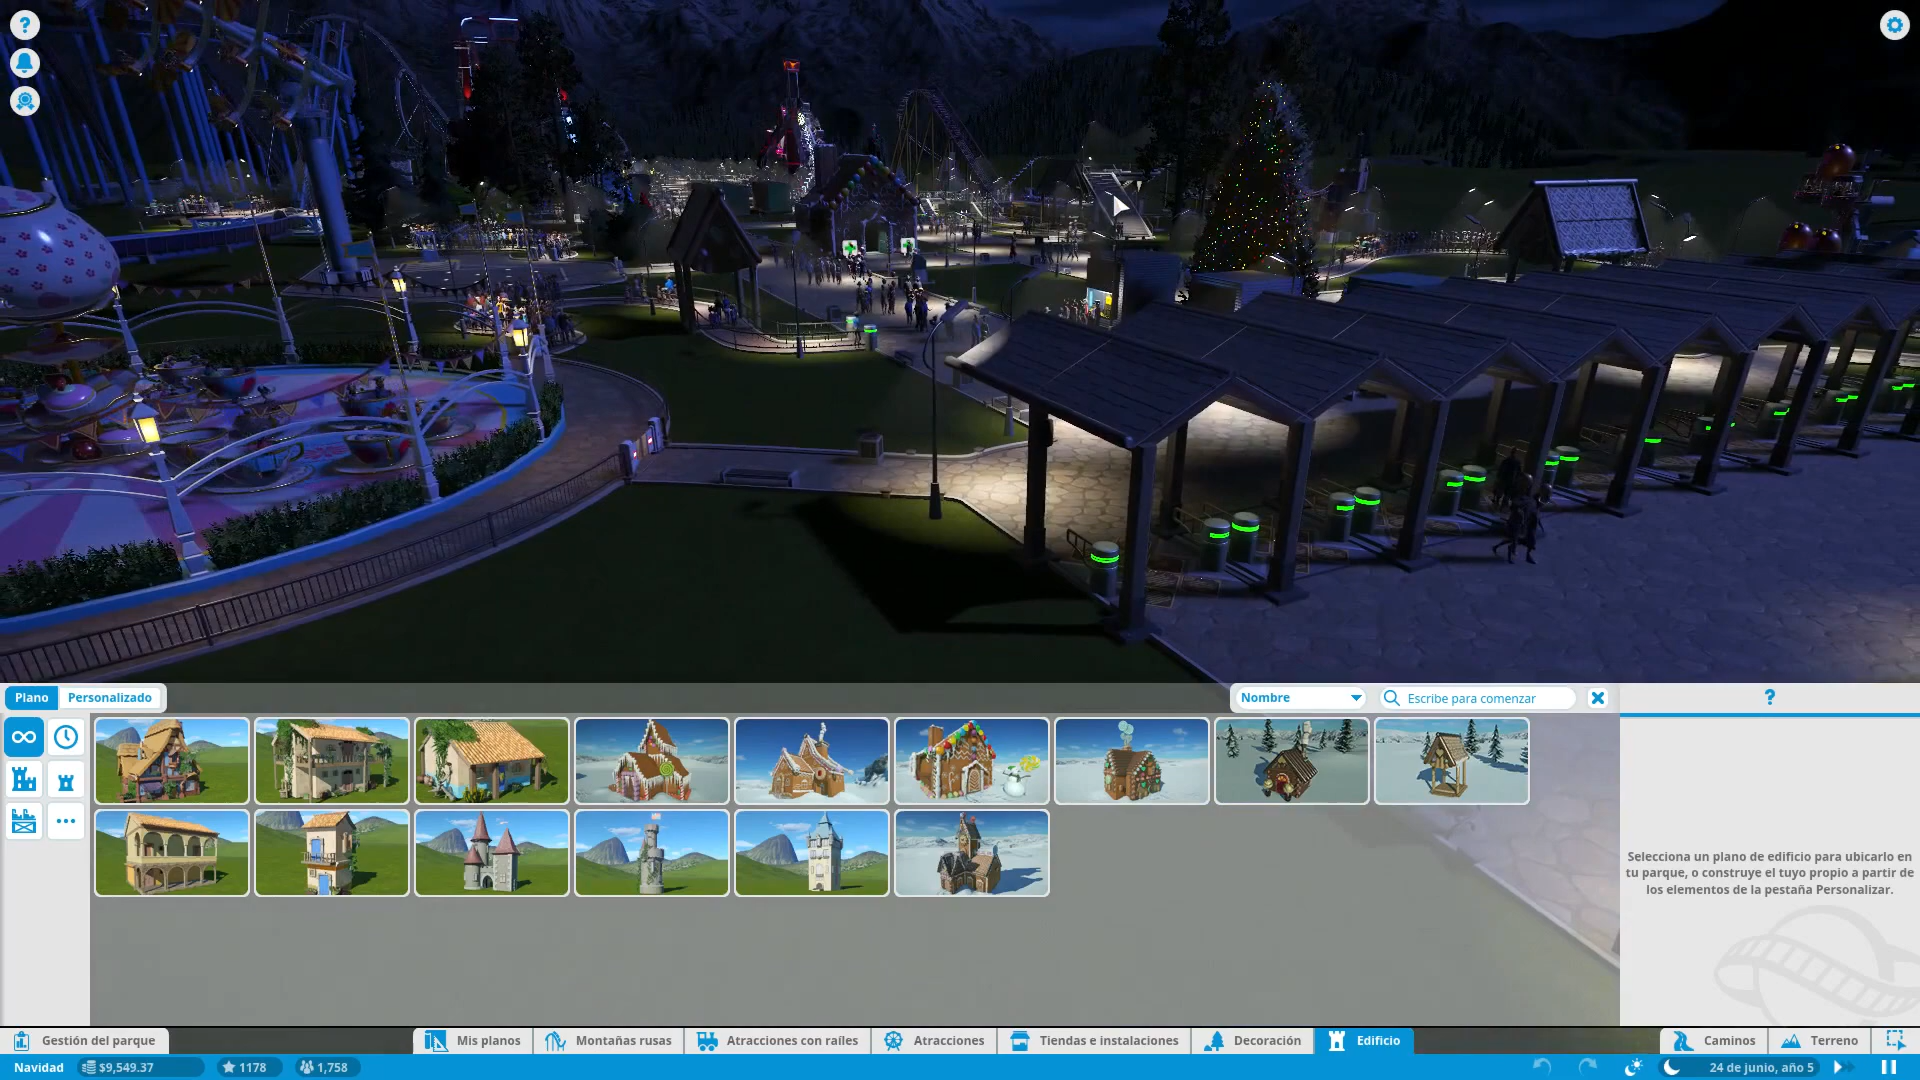 ?
Plano
Personalizado
Nombre
Escribe para comenzar
?
Selecciona un plano de edificio para ubicarlo en
tu parque, o construye el tuyo propio a partir de
los elementos de la pestaña Personalizar.
Gestión del parque
Mis planos
Montañas rusas
Atracciones con raíles
Atracciones
Tiendas e instalaciones
Decoración
Edificio
Caminos
Terreno
Navidad
$9,549.37
1178
1,758
24 de junio, año 5